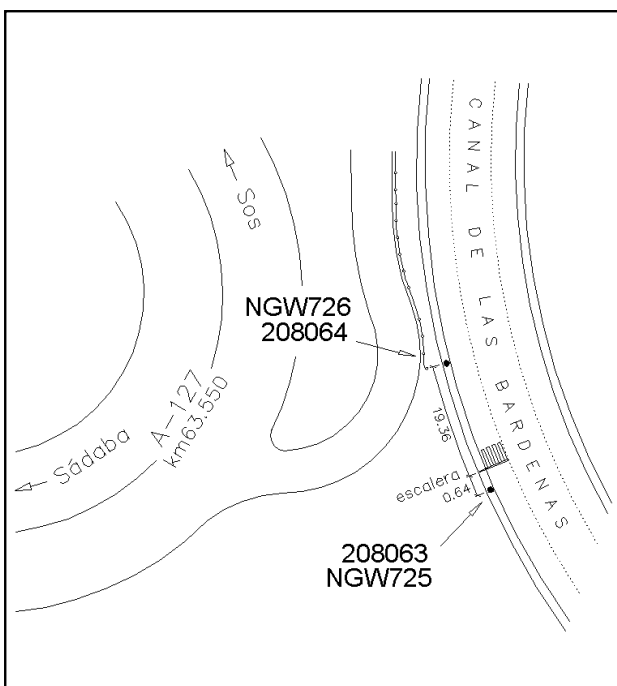 CANAL DE LAS BARDENAS
Sos
NGW726
208064
A-127
km63.550
Sádaba
19.36
escalera
0.64
208063
NGW725